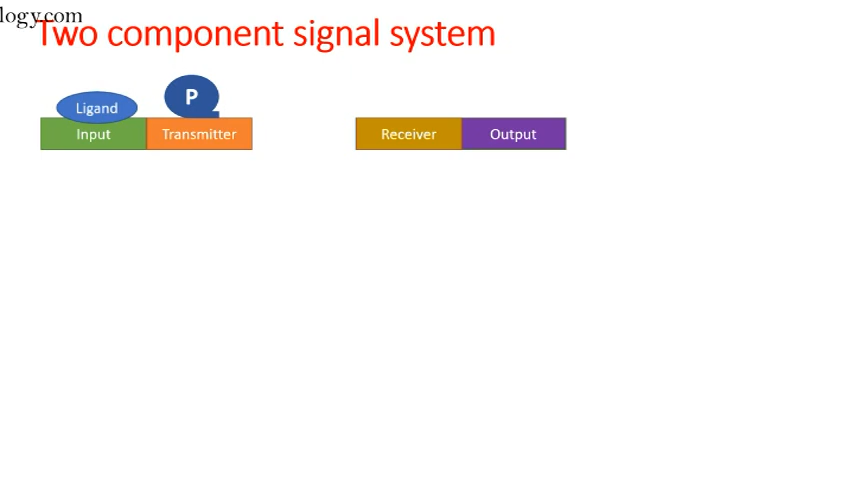 logy.com
Two component signal system
Ligand
P
Input Transmitter Receiver Output